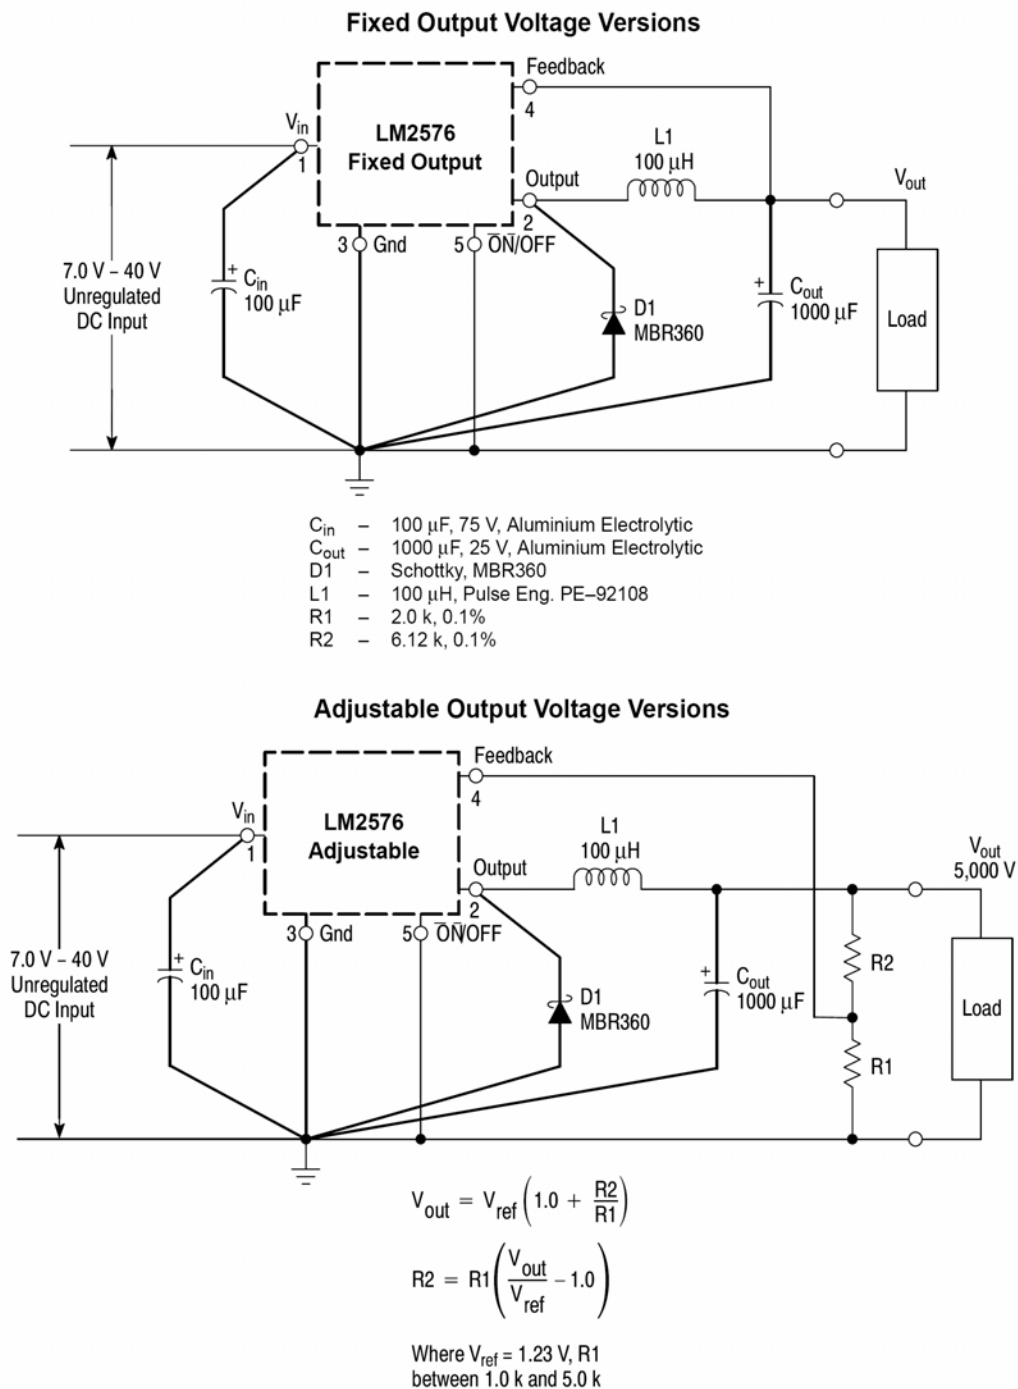 Fixed Output Voltage Versions
Feedback
4
Vin
1
LM2576
Fixed Output
L1
100 µH
Output
2
Vout
3 Gnd
5 ON/OFF
7.0 V – 40 V
Unregulated
DC Input
+ Cin
100 µF
D1
MBR360
+ Cout
1000 µF
Load
Cin – 100 µF, 75 V, Aluminium Electrolytic
Cout – 1000 µF, 25 V, Aluminium Electrolytic
D1 – Schottky, MBR360
L1 – 100 µH, Pulse Eng. PE–92108
R1 – 2.0 k, 0.1%
R2 – 6.12 k, 0.1%
Adjustable Output Voltage Versions
Feedback
4
Vin
1
LM2576
Adjustable
L1
100 µH
Output
2
Vout
5,000 V
3 Gnd
5 ON/OFF
7.0 V – 40 V
Unregulated
DC Input
+ Cin
100 µF
D1
MBR360
+ Cout
1000 µF
R2
R1
Load
Vout = Vref (1.0 + R2/R1)
R2 = R1 (Vout/Vref – 1.0)
Where Vref = 1.23 V, R1
between 1.0 k and 5.0 k